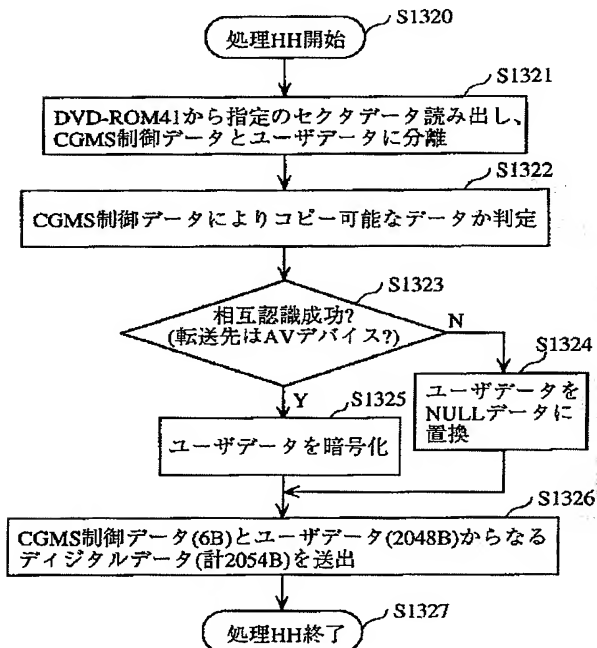 S1320
処理HH開始
S1321
DVD-ROM41から指定のセクタデータ読み出し、
CGMS制御データとユーザデータに分離
S1322
CGMS制御データによりコピー可能なデータか判定
S1323
相互認識成功?
(転送先はAVデバイス?)
N
S1324
ユーザデータを
NULLデータに
置換
Y
S1325
ユーザデータを暗号化
S1326
CGMS制御データ(6B)とユーザデータ(2048B)からなる
ディジタルデータ(計2054B)を送出
S1327
処理HH終了